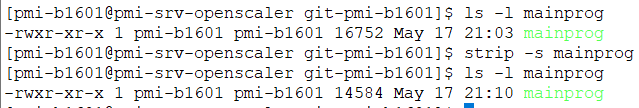 [pmi-b1601@pmi-srv-openscaler git-pmi-b1601]$ ls -l mainprog
-rwxr-xr-x 1 pmi-b1601 pmi-b1601 16752 May 17 21:03 mainprog
[pmi-b1601@pmi-srv-openscaler git-pmi-b1601]$ strip -s mainprog
[pmi-b1601@pmi-srv-openscaler git-pmi-b1601]$ ls -l mainprog
-rwxr-xr-x 1 pmi-b1601 pmi-b1601 14584 May 17 21:10 mainprog